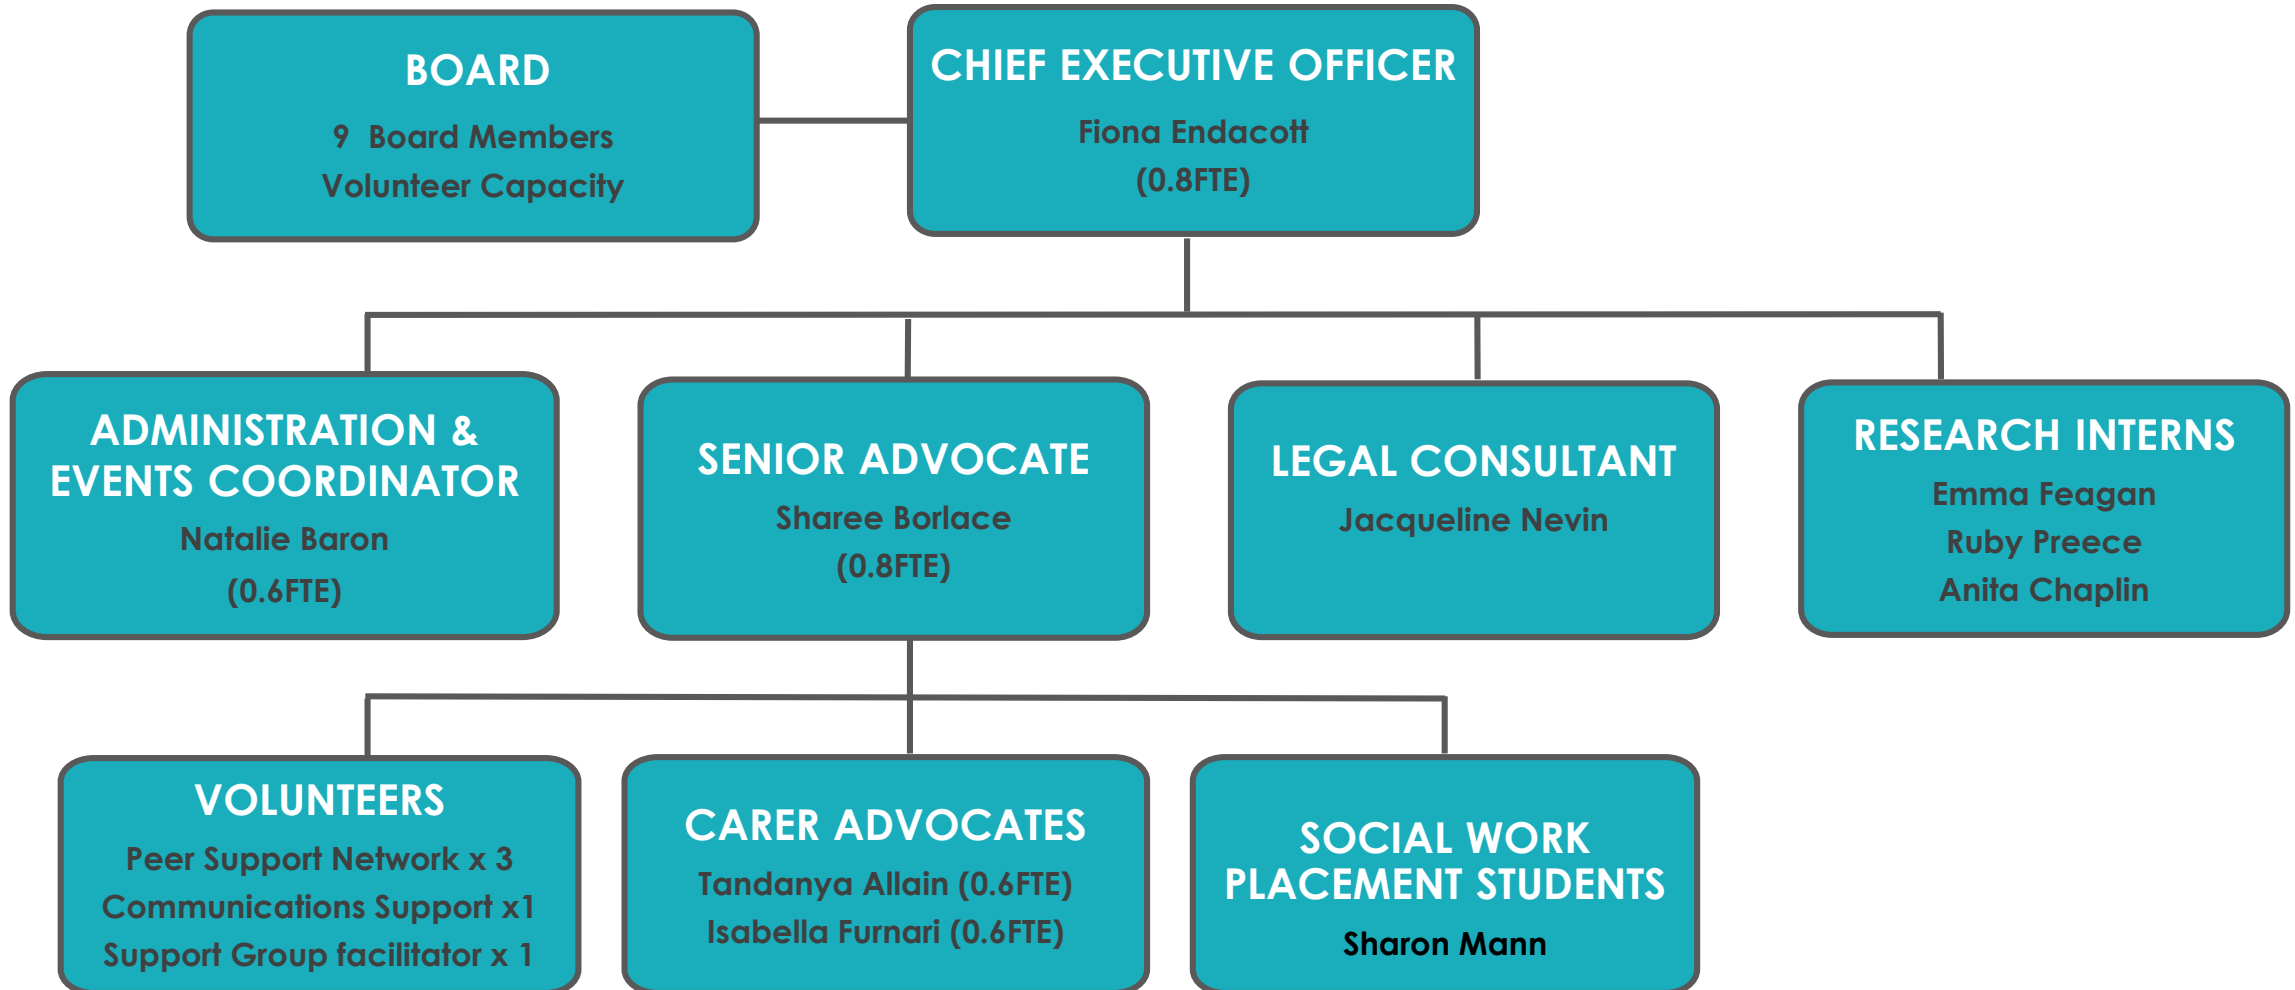 BOARD
9 Board Members
Volunteer Capacity
CHIEF EXECUTIVE OFFICER
Fiona Endacott
(0.8FTE)
ADMINISTRATION &
EVENTS COORDINATOR
Natalie Baron
(0.6FTE)
SENIOR ADVOCATE
Sharee Borlace
(0.8FTE)
LEGAL CONSULTANT
Jacqueline Nevin
RESEARCH INTERNS
Emma Feagan
Ruby Preece
Anita Chaplin
VOLUNTEERS
Peer Support Network x 3
Communications Support x1
Support Group facilitator x 1
CARER ADVOCATES
Tandanya Allain (0.6FTE)
Isabella Furnari (0.6FTE)
SOCIAL WORK
PLACEMENT STUDENTS
Sharon Mann